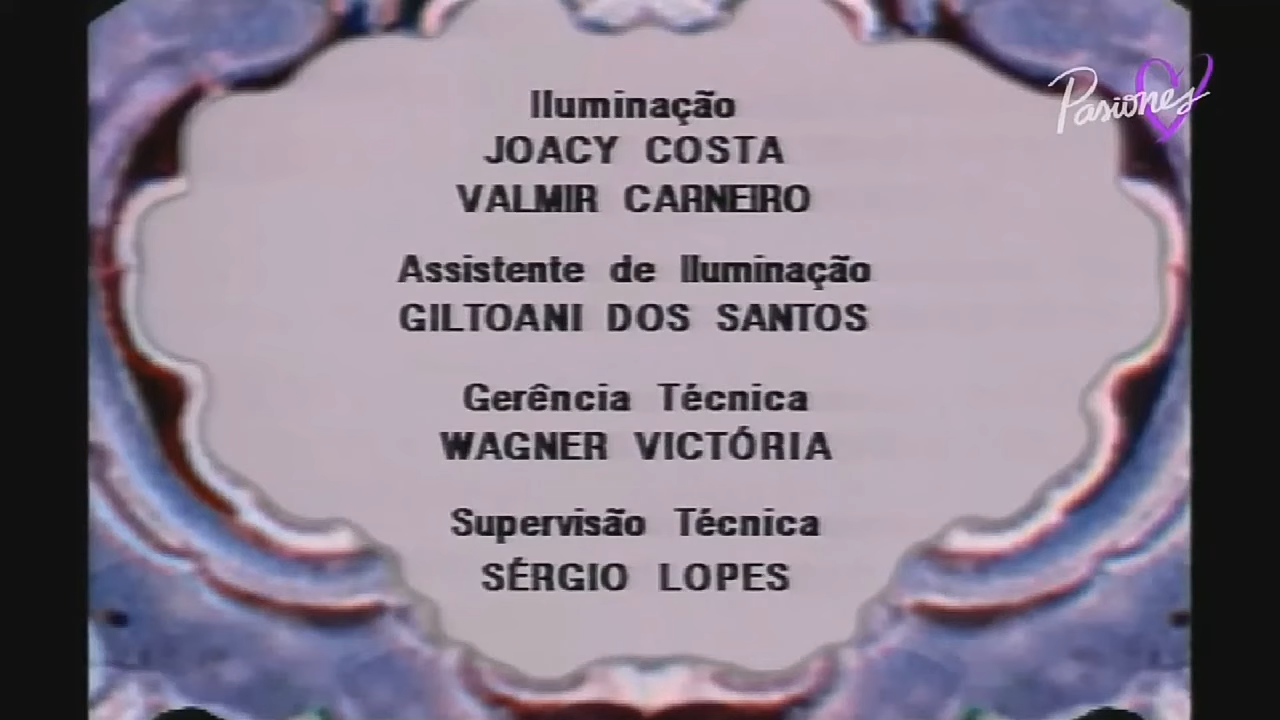 Pasiones
Iluminação
JOACY COSTA
VALMIR CARNEIRO
Assistente de Iluminação
GILTOANI DOS SANTOS
Gerência Técnica
WAGNER VICTÓRIA
Supervisão Técnica
SÉRGIO LOPES